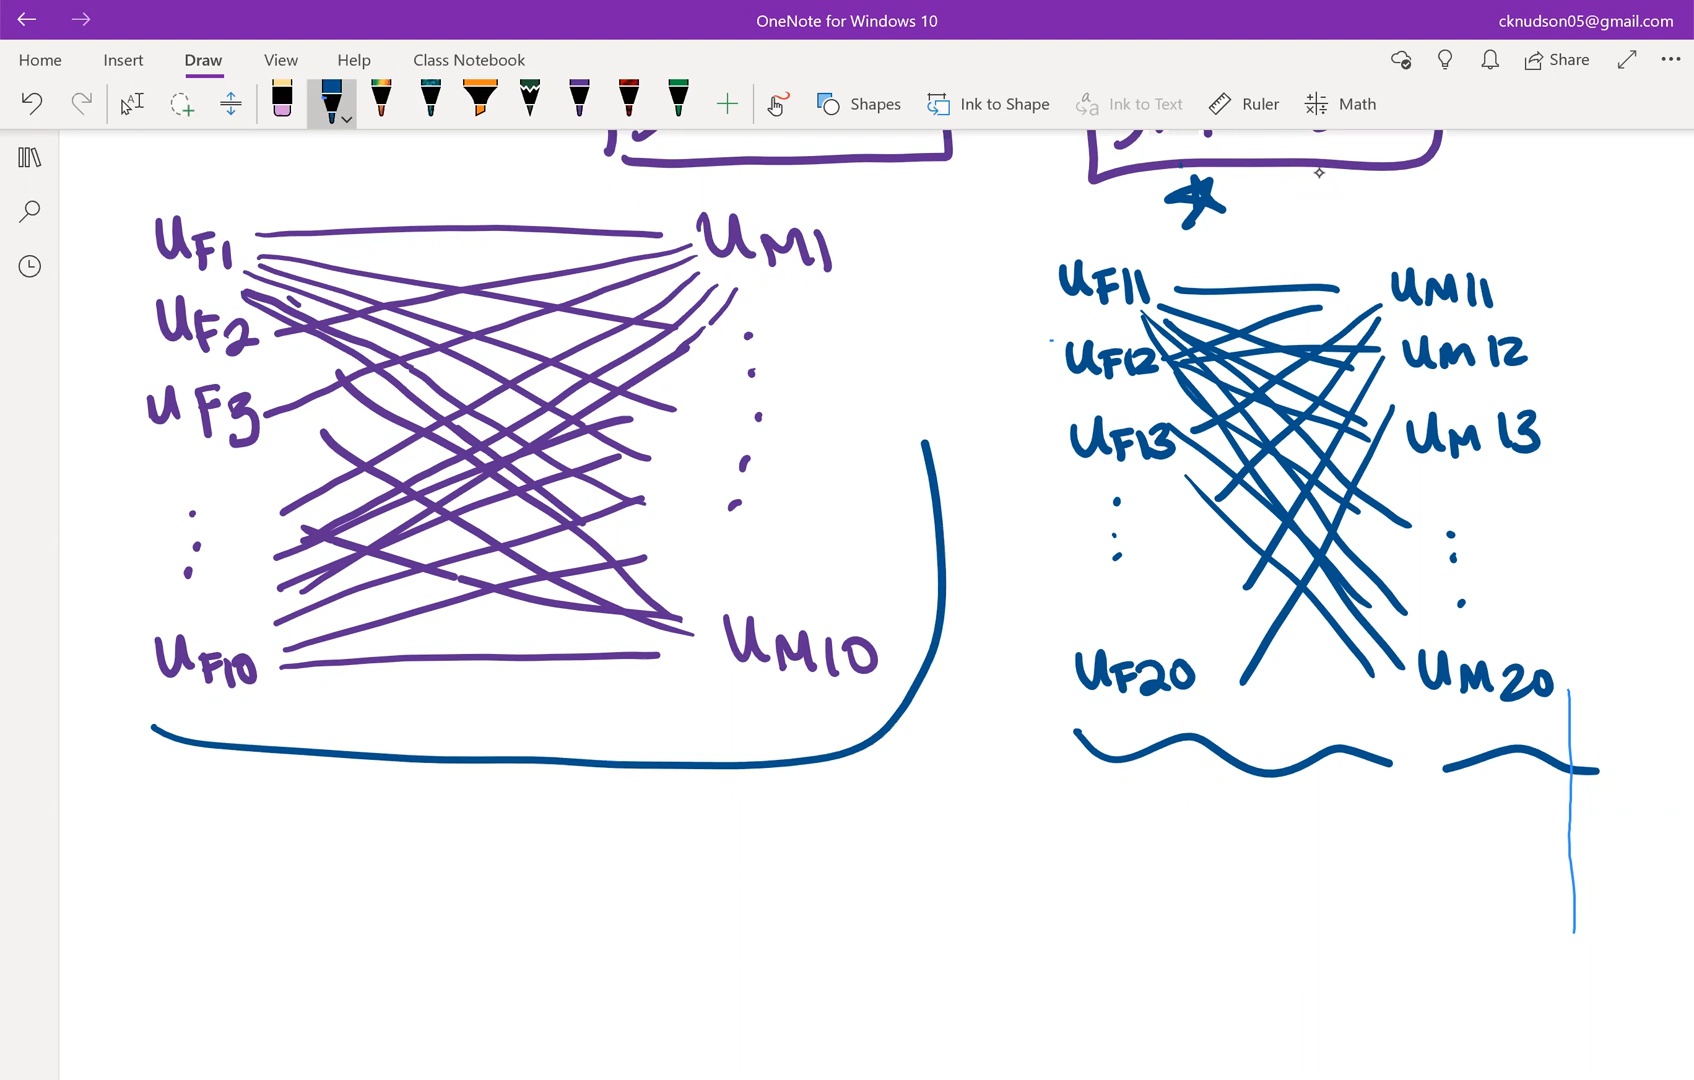 OneNote for Windows 10
cknudson05@gmail.com
Home Insert Draw View Help Class Notebook Share
Shapes Ink to Shape Ink to Text Ruler Math
UF1 UM1
UF2
UF3
UF10 UM10
UF11 UM11
UF12 UM12
UF13 UM13
UF20 UM20